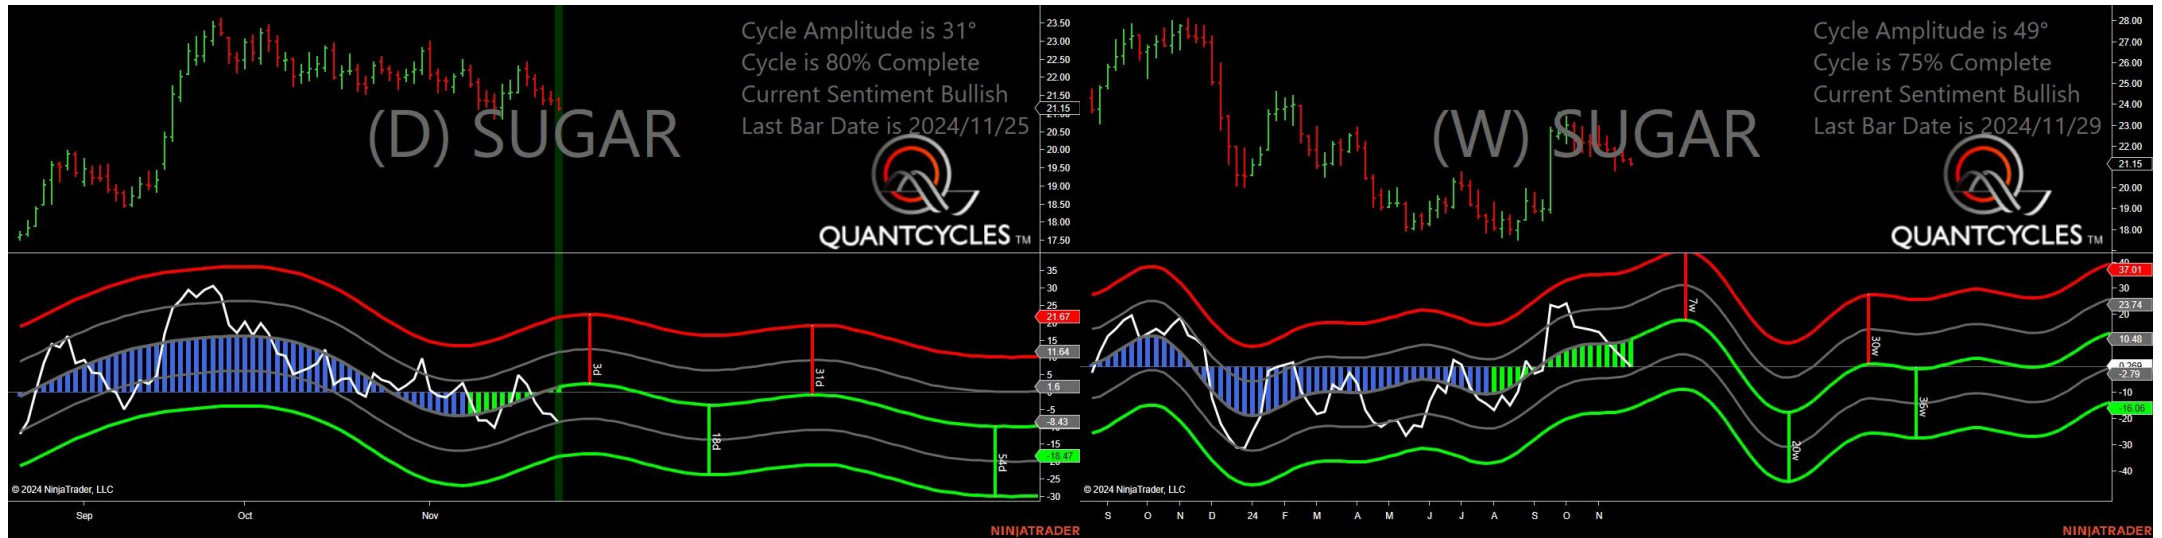 Cycle Amplitude is 31°
Cycle is 80% Complete
Current Sentiment Bullish
Last Bar Date is 2024/11/25
(D) SUGAR
QUANTCYCLES TM
23.50
23.00
22.50
22.00
21.50
21.15
20.50
20.00
19.50
19.00
18.50
18.00
17.50
35
30
25
21.67
15
11.64
1.6
-5
-8.43
-15
-18.47
-25
-30
3d
18d
31d
54d
© 2024 NinjaTrader, LLC
Sep Oct Nov
NINJATRADER
Cycle Amplitude is 49°
Cycle is 75% Complete
Current Sentiment Bullish
Last Bar Date is 2024/11/29
(W) SUGAR
QUANTCYCLES TM
28.00
27.00
26.00
25.00
24.00
23.00
22.00
21.15
20.00
19.00
18.00
40
37.01
30
23.74
20
10.48
0.269
-2.79
-10
-16.06
-20
-30
-40
7w
20w
30w
36w
© 2024 NinjaTrader, LLC
S O N D 24 F M A M J J A S O N
NINJATRADER